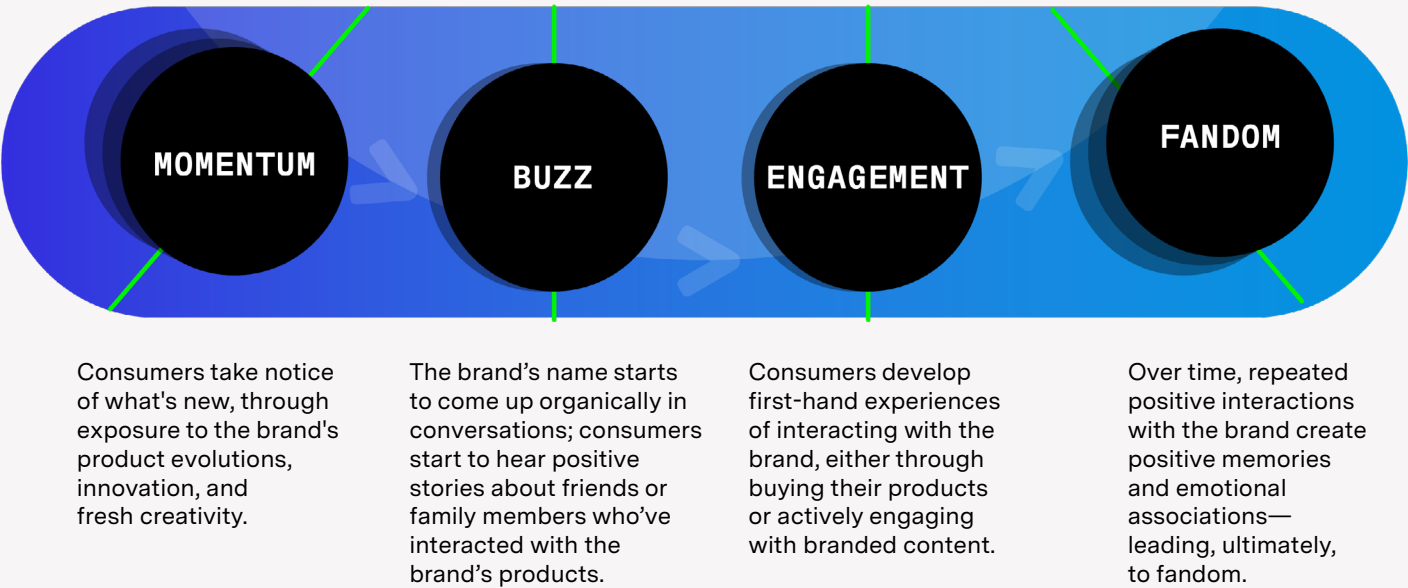 MOMENTUM
BUZZ
ENGAGEMENT
FANDOM
Consumers take notice
of what's new, through
exposure to the brand's
product evolutions,
innovation, and
fresh creativity.
The brand’s name starts
to come up organically in
conversations; consumers
start to hear positive
stories about friends or
family members who’ve
interacted with the
brand’s products.
Consumers develop
first-hand experiences
of interacting with the
brand, either through
buying their products
or actively engaging
with branded content.
Over time, repeated
positive interactions
with the brand create
positive memories
and emotional
associations—
leading, ultimately,
to fandom.